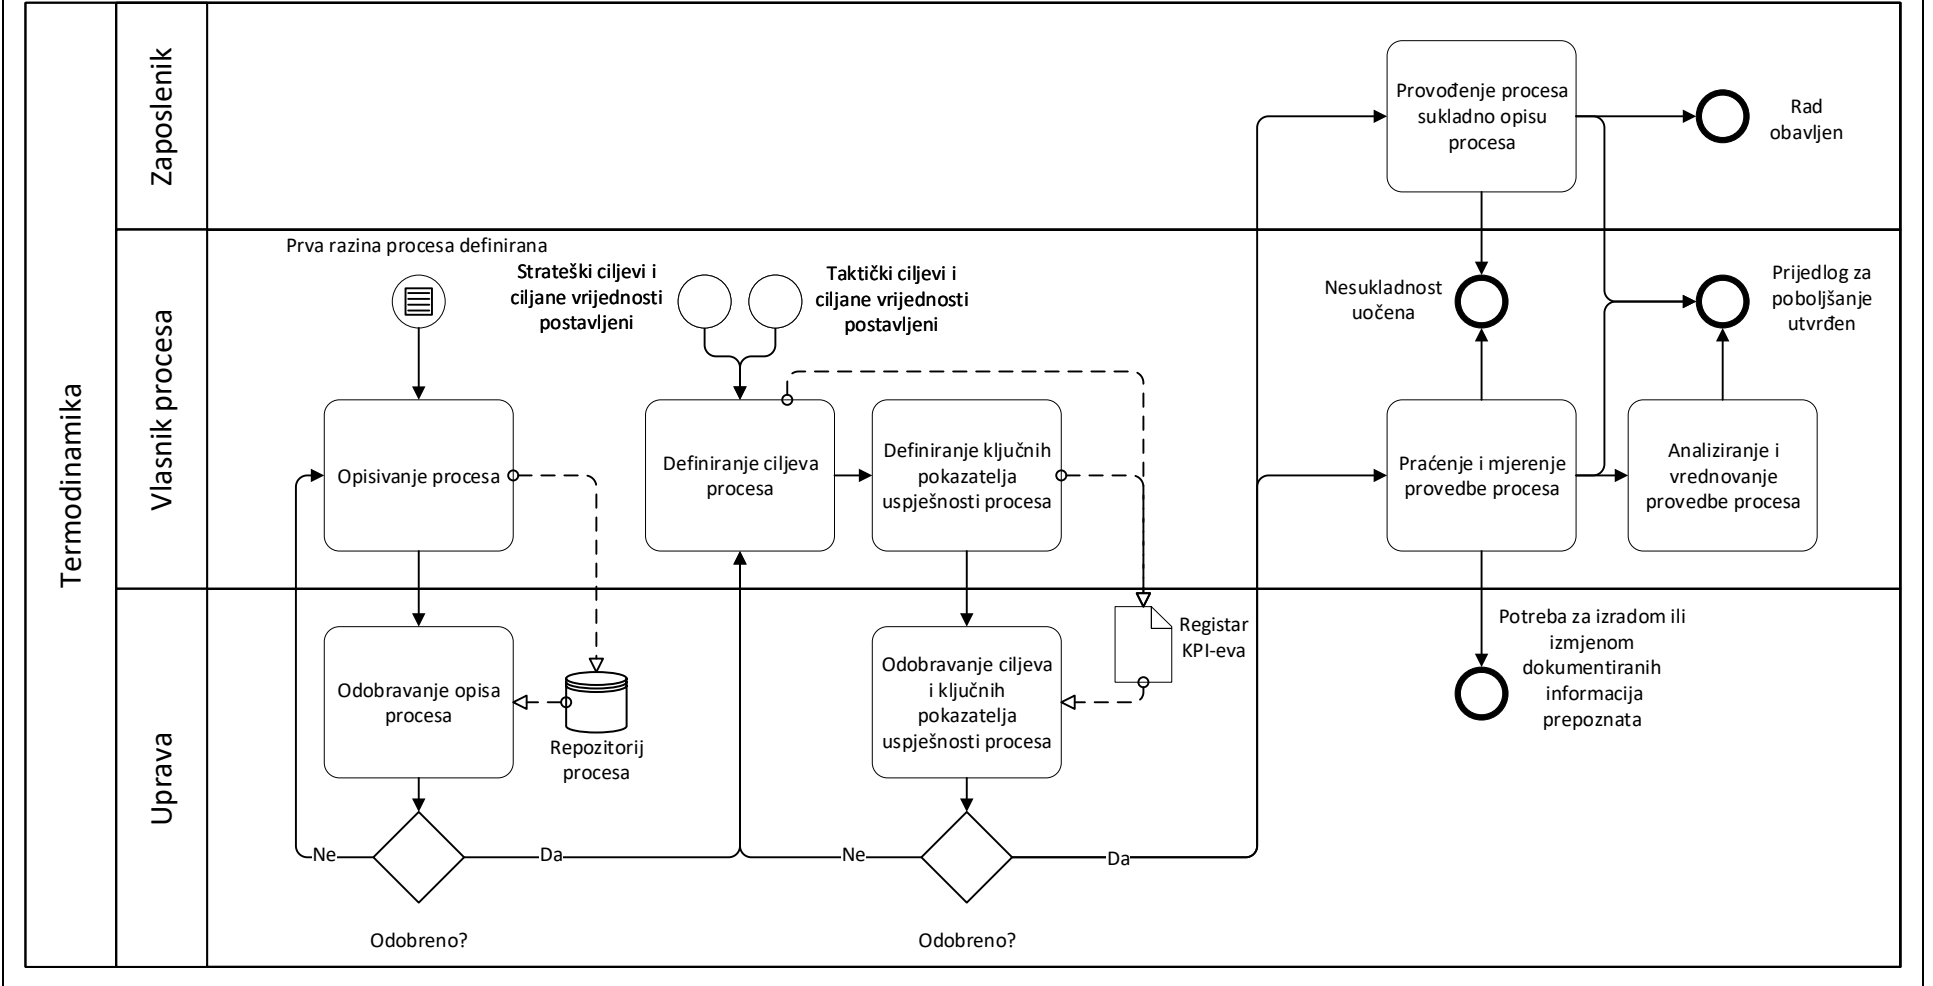 Termodinamika
Zaposlenik
Provođenje procesa
sukladno opisu
procesa
Rad
obavljen
Vlasnik procesa
Prva razina procesa definirana
Strateški ciljevi i
ciljane vrijednosti
postavljeni
Taktički ciljevi i
ciljane vrijednosti
postavljeni
Nesukladnost
uočena
Prijedlog za
poboljšanje
utvrđen
Opisivanje procesa
Definiranje ciljeva
procesa
Definiranje ključnih
pokazatelja
uspješnosti procesa
Praćenje i mjerenje
provedbe procesa
Analiziranje i
vrednovanje
provedbe procesa
Uprava
Odobravanje opisa
procesa
Repozitorij
procesa
Odobravanje ciljeva
i ključnih
pokazatelja
uspješnosti procesa
Registar
KPI-eva
Potreba za izradom ili
izmjenom
dokumentiranih
informacija
prepoznata
Ne
Da
Ne
Da
Odobreno?
Odobreno?